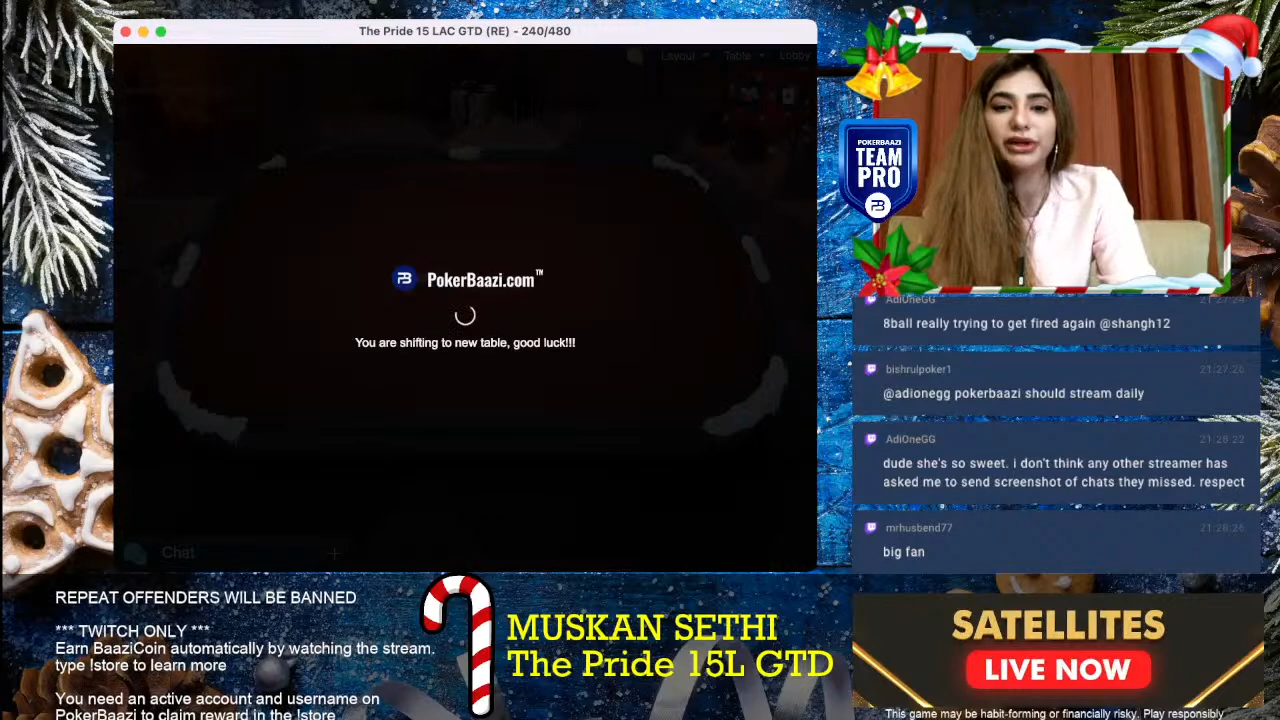 The Pride 15 LAC GTD (RE) - 240/480
Layout
Table
Lobby
PokerBaazi.com™
You are shifting to new table, good luck!!!
Chat
POKERBAAZI
TEAM
PRO
AdiOneGG 21:27:24
8ball really trying to get fired again @shangh12
bishrulpoker1 21:27:26
@adionegg pokerbaazi should stream daily
AdiOneGG 21:28:22
dude she's so sweet. i don't think any other streamer has
asked me to send screenshot of chats they missed. respect
mrhusbend77 21:28:26
big fan
REPEAT OFFENDERS WILL BE BANNED
*** TWITCH ONLY ***
Earn BaaziCoin automatically by watching the stream.
type !store to learn more
You need an active account and username on
PokerBaazi to claim reward in the !store
MUSKAN SETHI
The Pride 15L GTD
SATELLITES
LIVE NOW
This game may be habit-forming or financially risky. Play responsibly